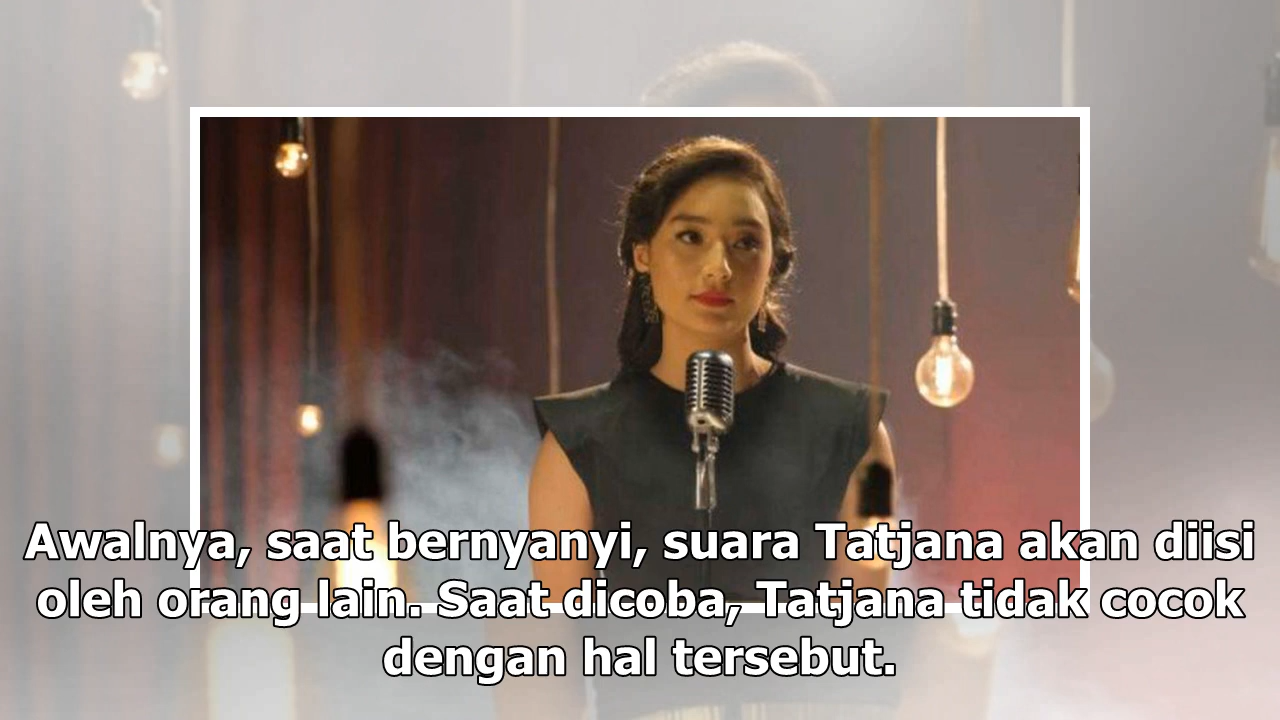 Awalnya, saat bernyanyi, suara Tatjana akan diisi
oleh orang lain. Saat dicoba, Tatjana tidak cocok
dengan hal tersebut.